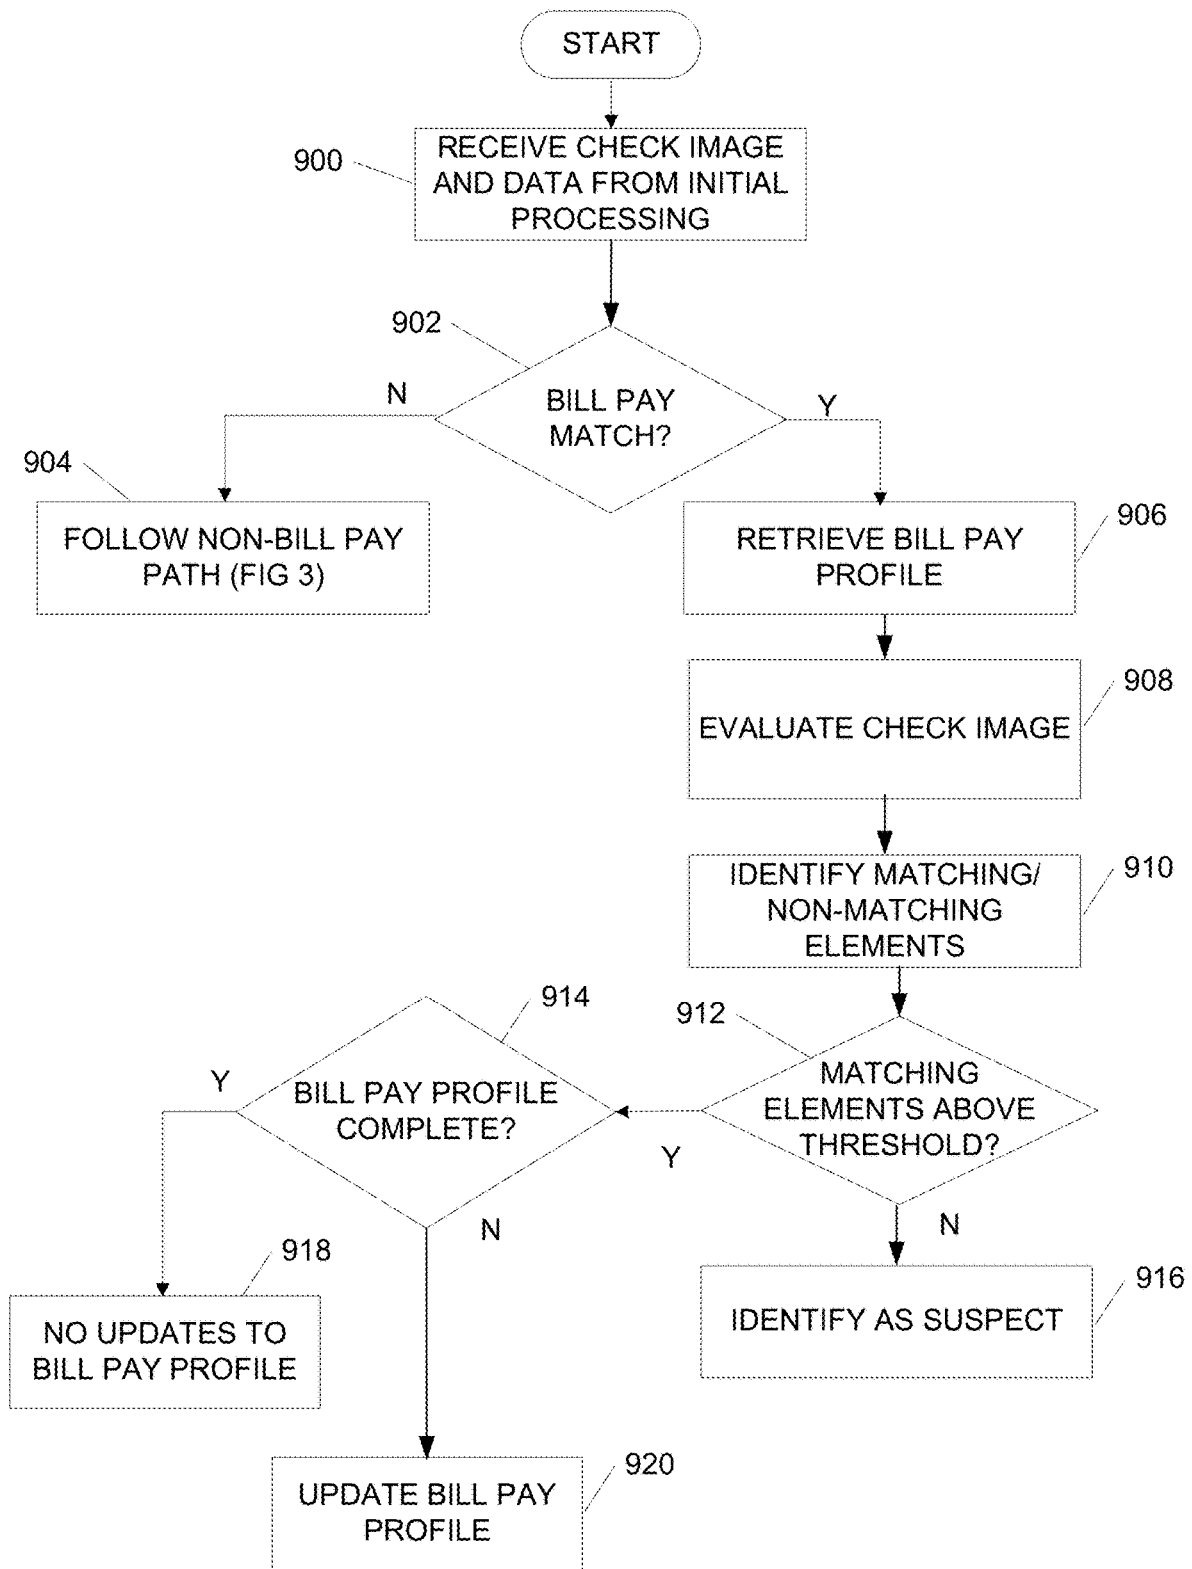 START
900
RECEIVE CHECK IMAGE
AND DATA FROM INITIAL
PROCESSING
902
N
BILL PAY
MATCH?
Y
904
FOLLOW NON-BILL PAY
PATH (FIG 3)
906
RETRIEVE BILL PAY
PROFILE
908
EVALUATE CHECK IMAGE
910
IDENTIFY MATCHING/
NON-MATCHING
ELEMENTS
912
MATCHING
ELEMENTS ABOVE
THRESHOLD?
Y
N
914
BILL PAY PROFILE
COMPLETE?
Y
N
916
IDENTIFY AS SUSPECT
918
NO UPDATES TO
BILL PAY PROFILE
920
UPDATE BILL PAY
PROFILE